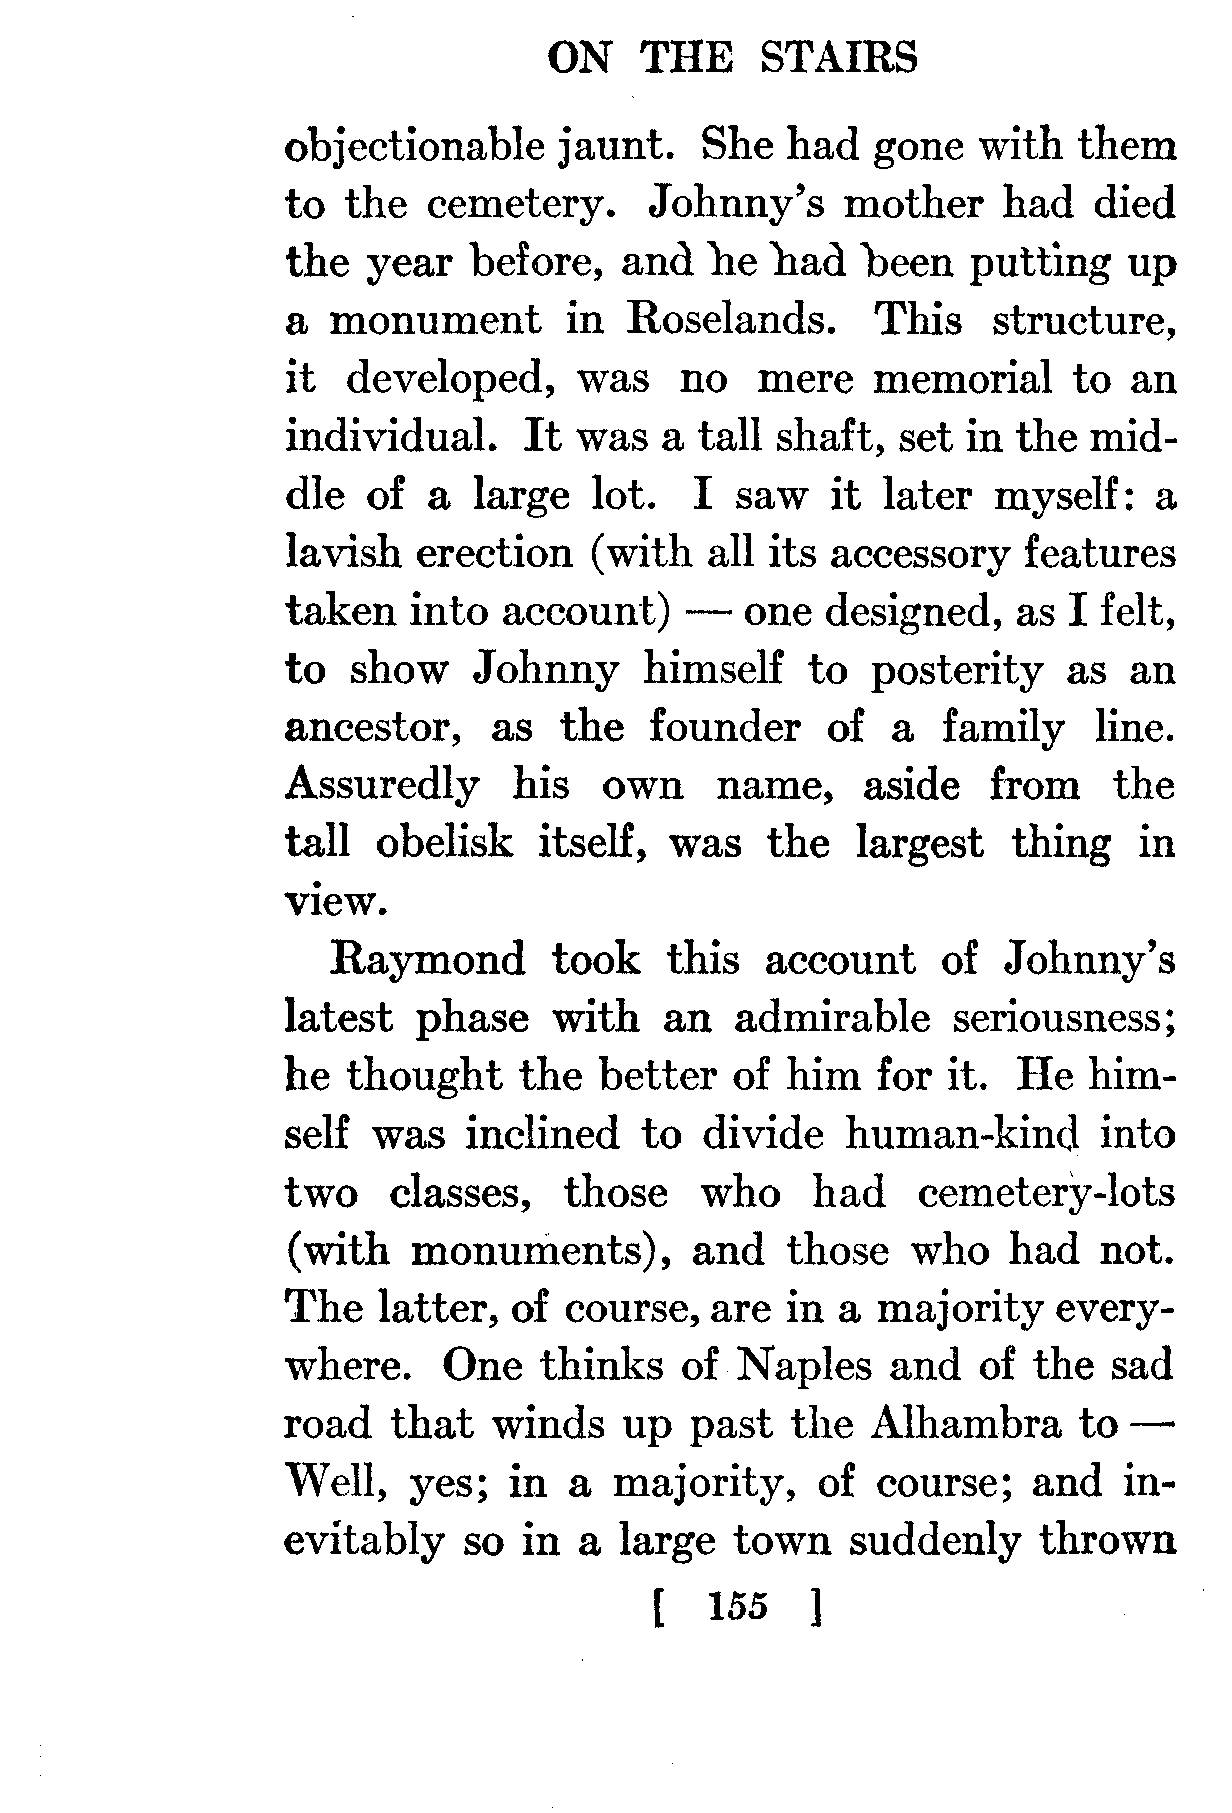 ON THE STAIRS
objectionable jaunt. She had gone with them
to the cemetery. Johnny's mother had died
the year before, and he had been putting up
a monument in Roselands. This structure,
it developed, was no mere memorial to an
individual. It was a tall shaft, set in the mid-
dle of a large lot. I saw it later myself: a
lavish erection (with all its accessory features
taken into account) — one designed, as I felt,
to show Johnny himself to posterity as an
ancestor, as the founder of a family line.
Assuredly his own name, aside from the
tall obelisk itself, was the largest thing in
view.
Raymond took this account of Johnny's
latest phase with an admirable seriousness;
he thought the better of him for it. He him-
self was inclined to divide human-kind into
two classes, those who had cemetery-lots
(with monuments), and those who had not.
The latter, of course, are in a majority every-
where. One thinks of Naples and of the sad
road that winds up past the Alhambra to —
Well, yes; in a majority, of course; and in-
evitably so in a large town suddenly thrown
[ 155 ]